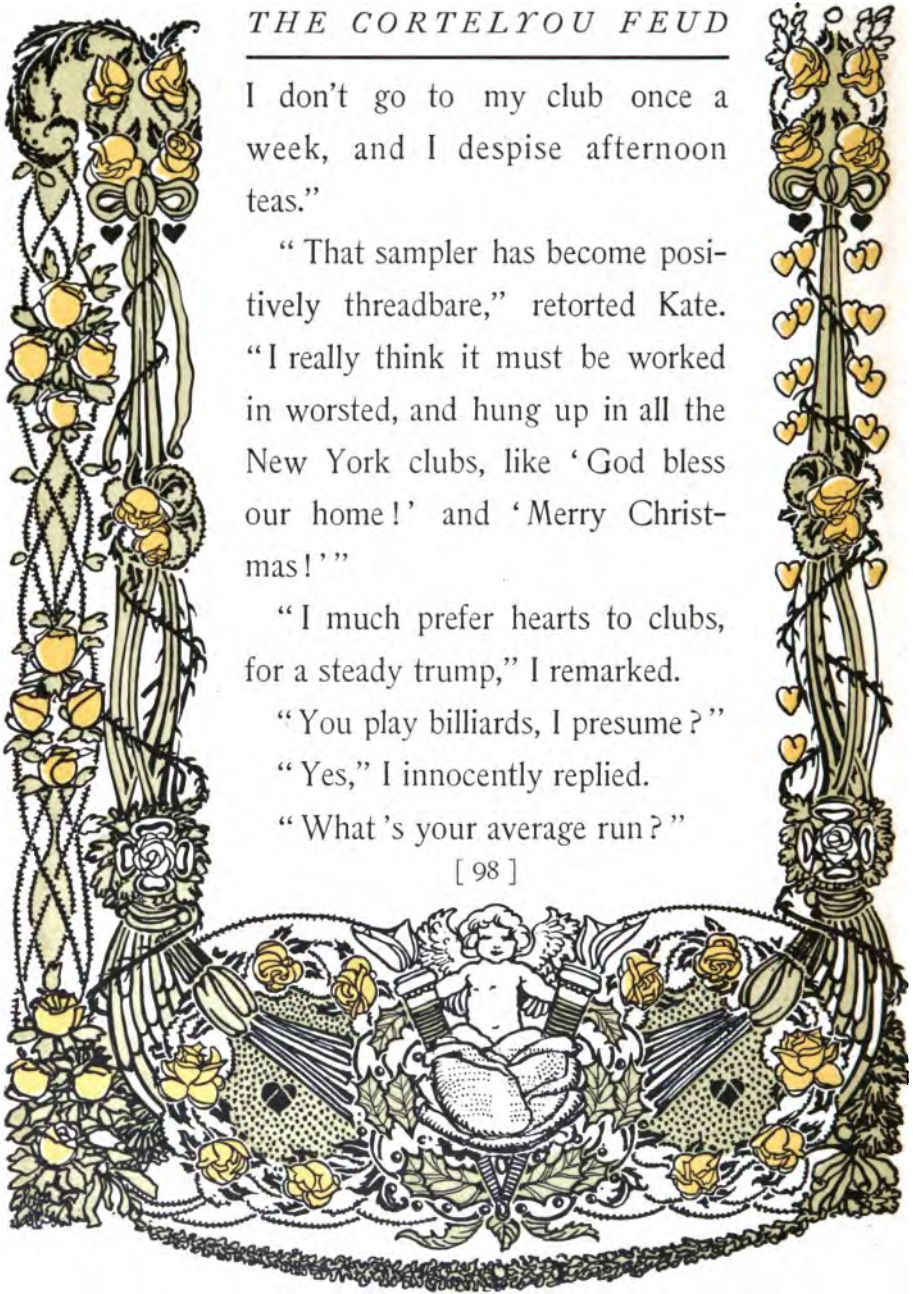 THE CORTELYOU FEUD
I don't go to my club once a
week, and I despise afternoon
teas.”
“ That sampler has become posi-
tively threadbare,” retorted Kate.
“I really think it must be worked
in worsted, and hung up in all the
New York clubs, like ‘ God bless
our home!’ and ‘Merry Christ-
mas!’”
“I much prefer hearts to clubs,
for a steady trump,” I remarked.
“You play billiards, I presume?”
“ Yes,” I innocently replied.
“ What 's your average run? ”
[ 98 ]